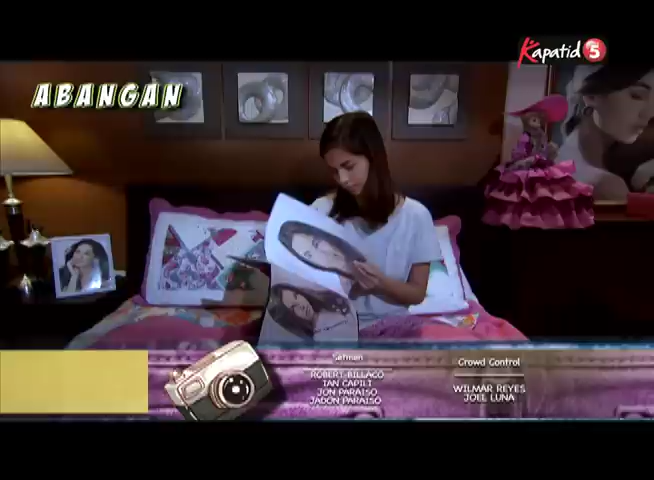 Kapatid 5
ABANGAN
Setmen
ROBERT BILLACO
IAN CAPILI
JON PARAISO
JADON PARAISO
Crowd Control
WILMAR REYES
JOEL LUNA